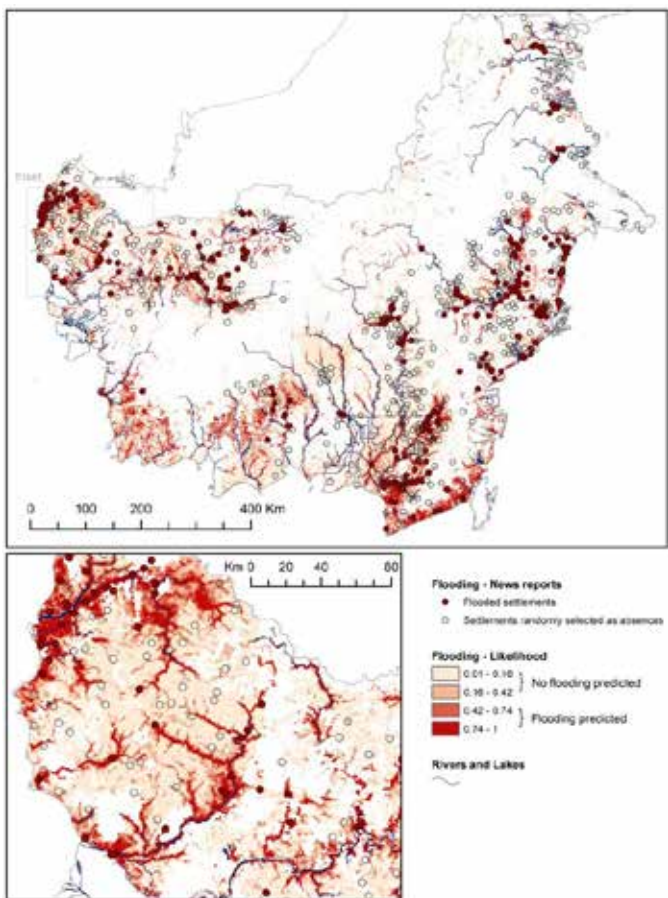 0 100 200 400 Km
Km 0 20 40 60
Flooding - News reports
Flooded settlements
Settlements randomly selected as absences
Flooding - Likelihood
0.01 - 0.16
0.16 - 0.42
No flooding predicted
0.42 - 0.74
0.74 - 1
Flooding predicted
Rivers and Lakes